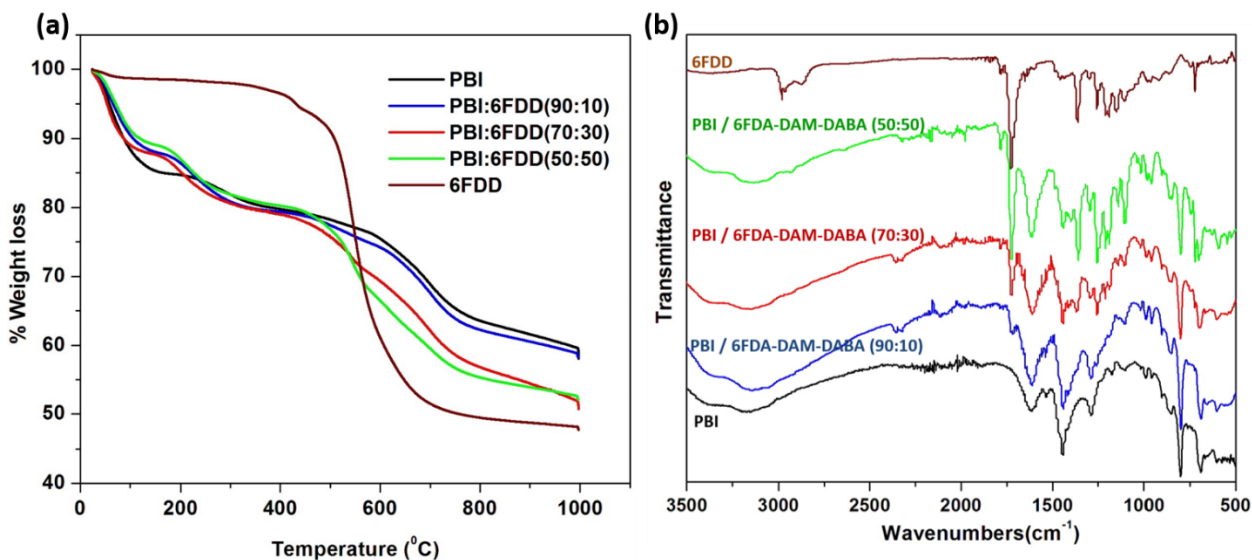 (a)
% Weight loss
100
90
80
70
60
50
40
PBI
PBI:6FDD(90:10)
PBI:6FDD(70:30)
PBI:6FDD(50:50)
6FDD
0 200 400 600 800 1000
Temperature (⁰C)
(b)
Transmittance
6FDD
PBI / 6FDA-DAM-DABA (50:50)
PBI / 6FDA-DAM-DABA (70:30)
PBI / 6FDA-DAM-DABA (90:10)
PBI
3500 3000 2500 2000 1500 1000 500
Wavenumbers(cm⁻¹)